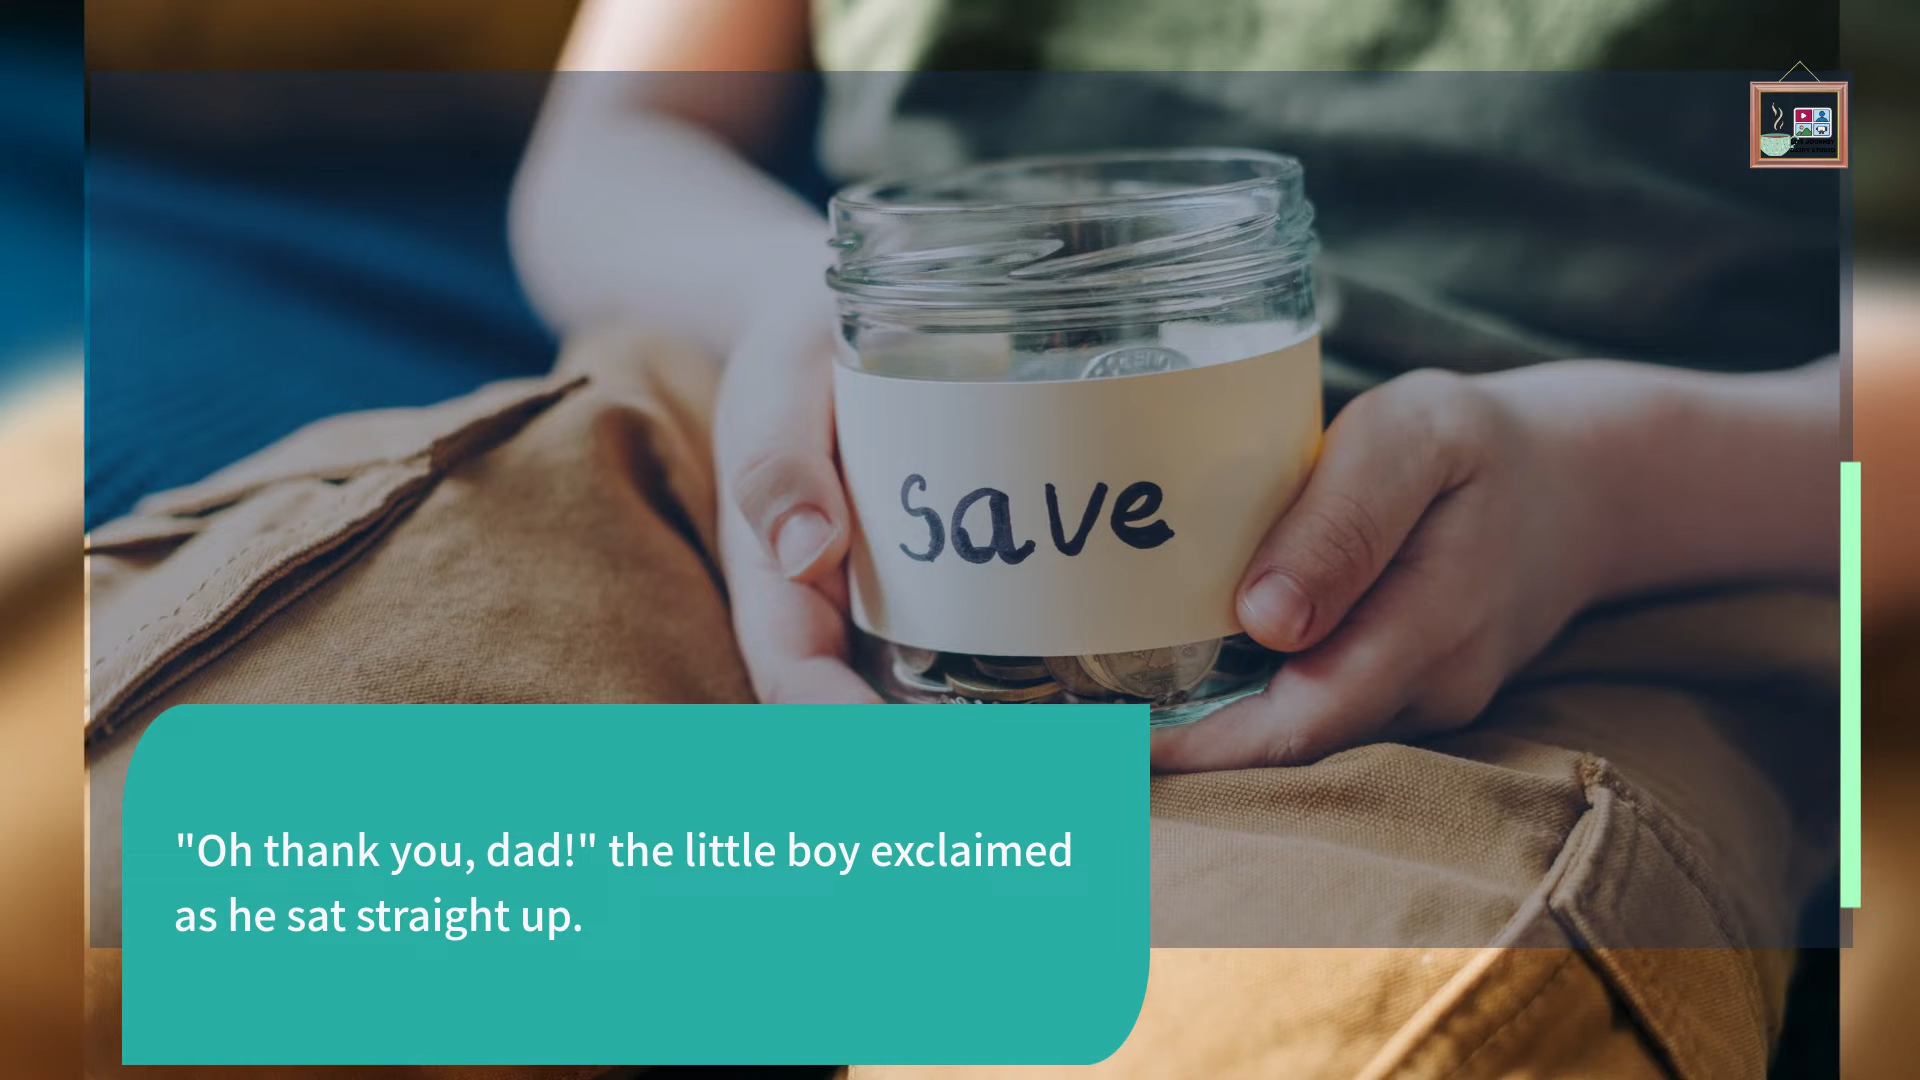 Save
"Oh thank you, dad!" the little boy exclaimed
as he sat straight up.